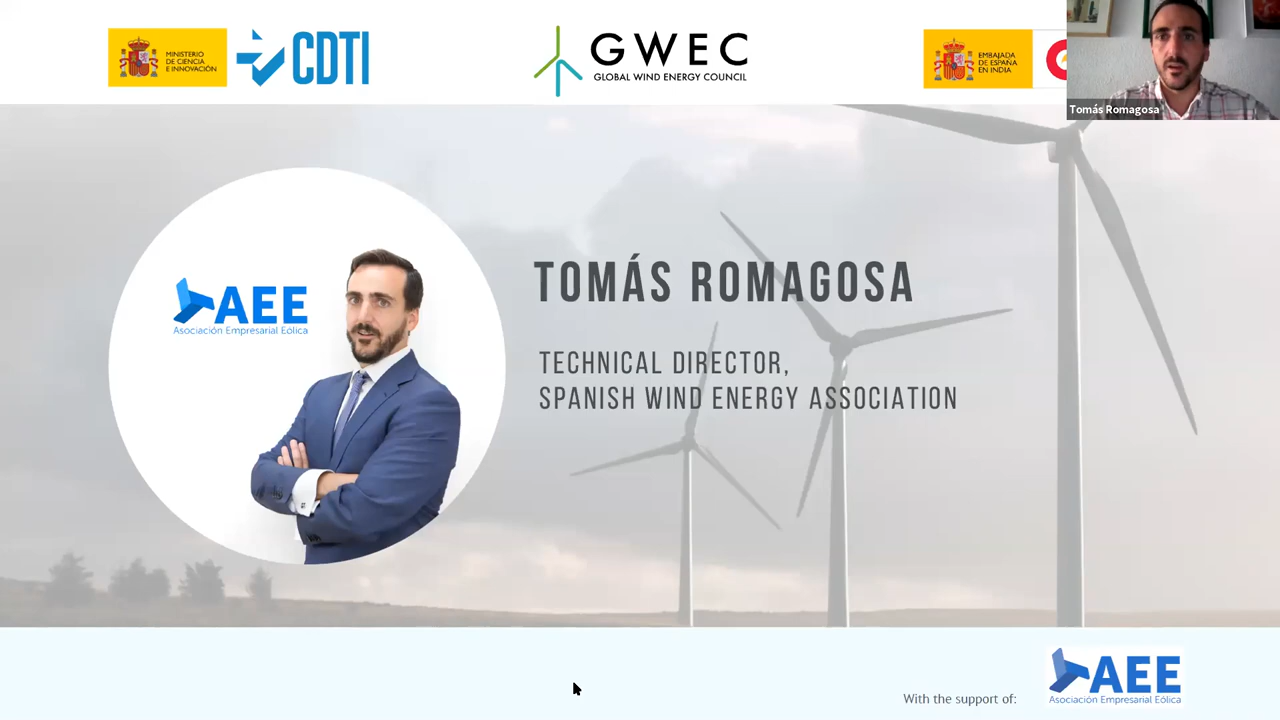 MINISTERIO
DE CIENCIA
E INNOVACIÓN
CDTI
GWEC
GLOBAL WIND ENERGY COUNCIL
EMBAJADA
DE ESPAÑA
EN INDIA
Tomás Romagosa
AEE
Asociación Empresarial Eólica
TOMÁS ROMAGOSA
TECHNICAL DIRECTOR,
SPANISH WIND ENERGY ASSOCIATION
With the support of:
AEE
Asociación Empresarial Eólica